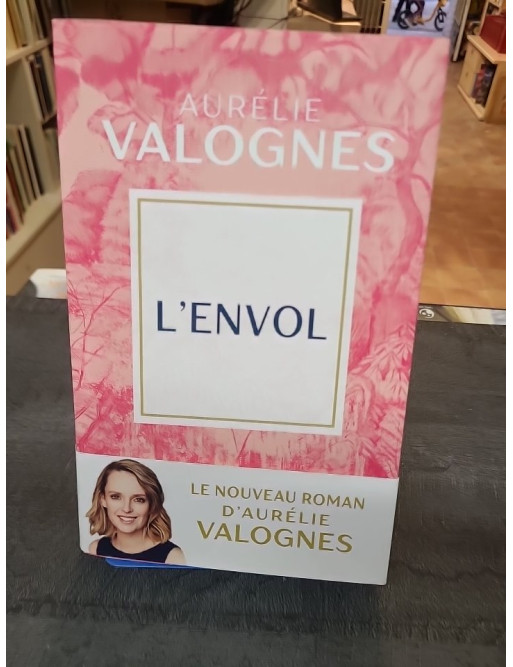 AURÉLIE
VALOGNES
L'ENVOL
LE NOUVEAU ROMAN
D'AURÉLIE
VALOGNES